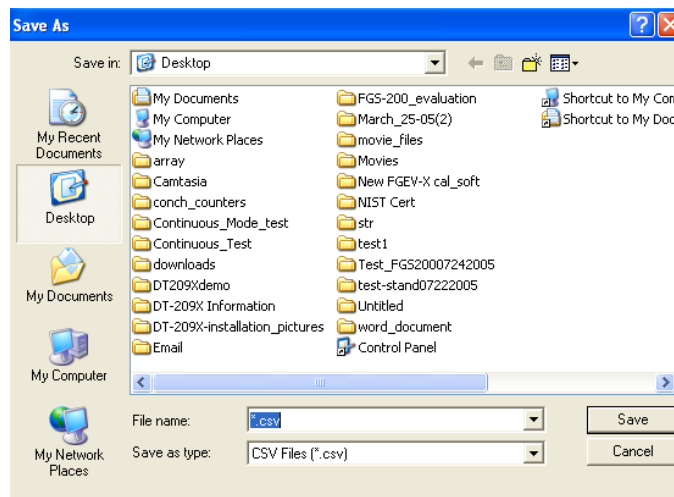 Save As
Save in: Desktop
My Recent Documents
Desktop
My Documents
My Computer
My Network Places
My Documents
My Computer
My Network Places
array
Camtasia
conch_counters
Continuous_Mode_test
Continuous_Test
downloads
DT209Xdemo
DT-209X Information
DT-209X-installation_pictures
Email
FGS-200_evaluation
March_25-05(2)
movie_files
Movies
New FGEV-X cal_soft
NIST Cert
str
test1
Test_FGS20007242005
test-stand07222005
Untitled
word_document
Control Panel
Shortcut to My Com
Shortcut to My Doc
File name: *.csv Save
Save as type: CSV Files (*.csv) Cancel